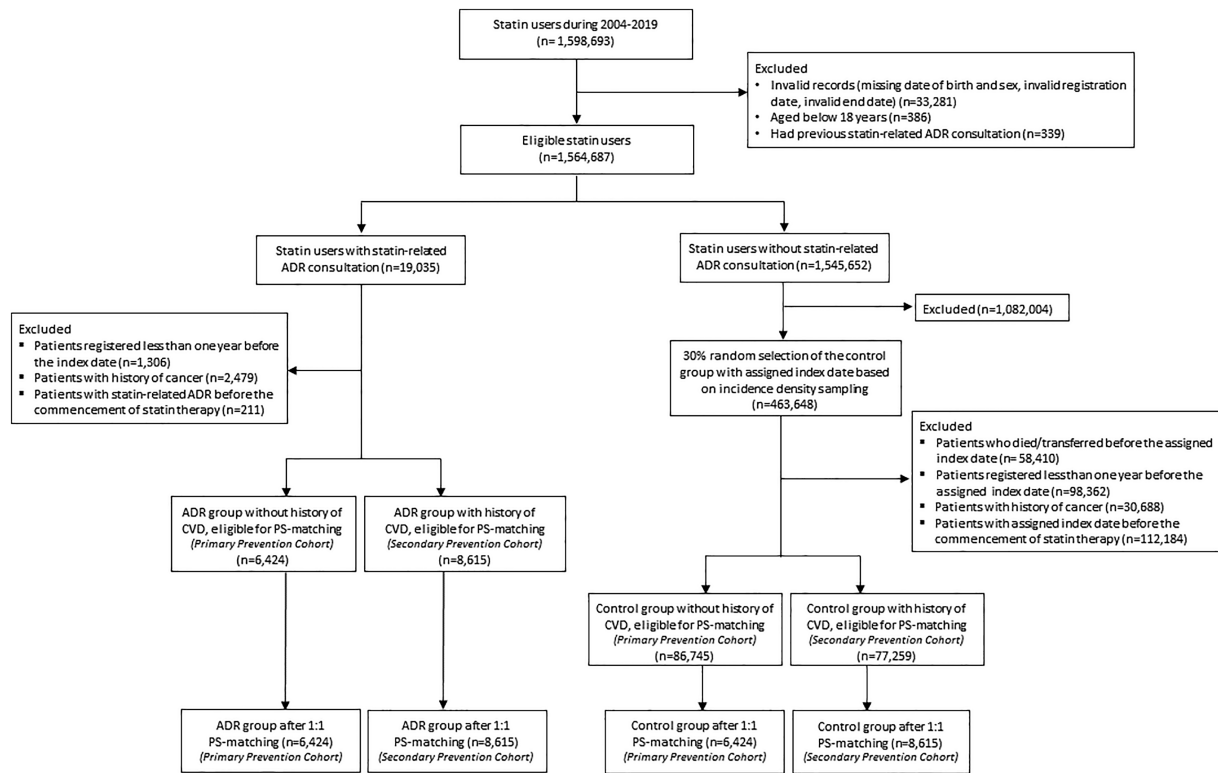 Statin users during 2004-2019
(n= 1,598,693)
Excluded
• Invalid records (missing date of birth and sex, invalid registration
date, invalid end date) (n=33,281)
• Aged below 18 years (n=386)
• Had previous statin-related ADR consultation (n=339)
Eligible statin users
(n=1,564,687)
Statin users with statin-related
ADR consultation (n=19,035)
Statin users without statin-related
ADR consultation (n=1,545,652)
Excluded (n=1,082,004)
Excluded
▪ Patients registered less than one year before
the index date (n=1,306)
▪ Patients with history of cancer (n=2,479)
▪ Patients with statin-related ADR before the
commencement of statin therapy (n=211)
30% random selection of the control
group with assigned index date based
on incidence density sampling
(n=463,648)
Excluded
▪ Patients who died/transferred before the assigned
index date (n= 58,410)
▪ Patients registered less than one year before the
assigned index date (n=98,362)
▪ Patients with history of cancer (n=30,688)
▪ Patients with assigned index date before the
commencement of statin therapy (n=112,184)
ADR group without history of
CVD, eligible for PS-matching
(Primary Prevention Cohort)
(n=6,424)
ADR group with history of
CVD, eligible for PS-matching
(Secondary Prevention Cohort)
(n=8,615)
Control group without history of
CVD, eligible for PS-matching
(Primary Prevention Cohort)
(n=86,745)
Control group with history of
CVD, eligible for PS-matching
(Secondary Prevention Cohort)
(n=77,259)
ADR group after 1:1
PS-matching (n=6,424)
(Primary Prevention Cohort)
ADR group after 1:1
PS-matching (n=8,615)
(Secondary Prevention Cohort)
Control group after 1:1
PS-matching (n=6,424)
(Primary Prevention Cohort)
Control group after 1:1
PS-matching (n=8,615)
(Secondary Prevention Cohort)